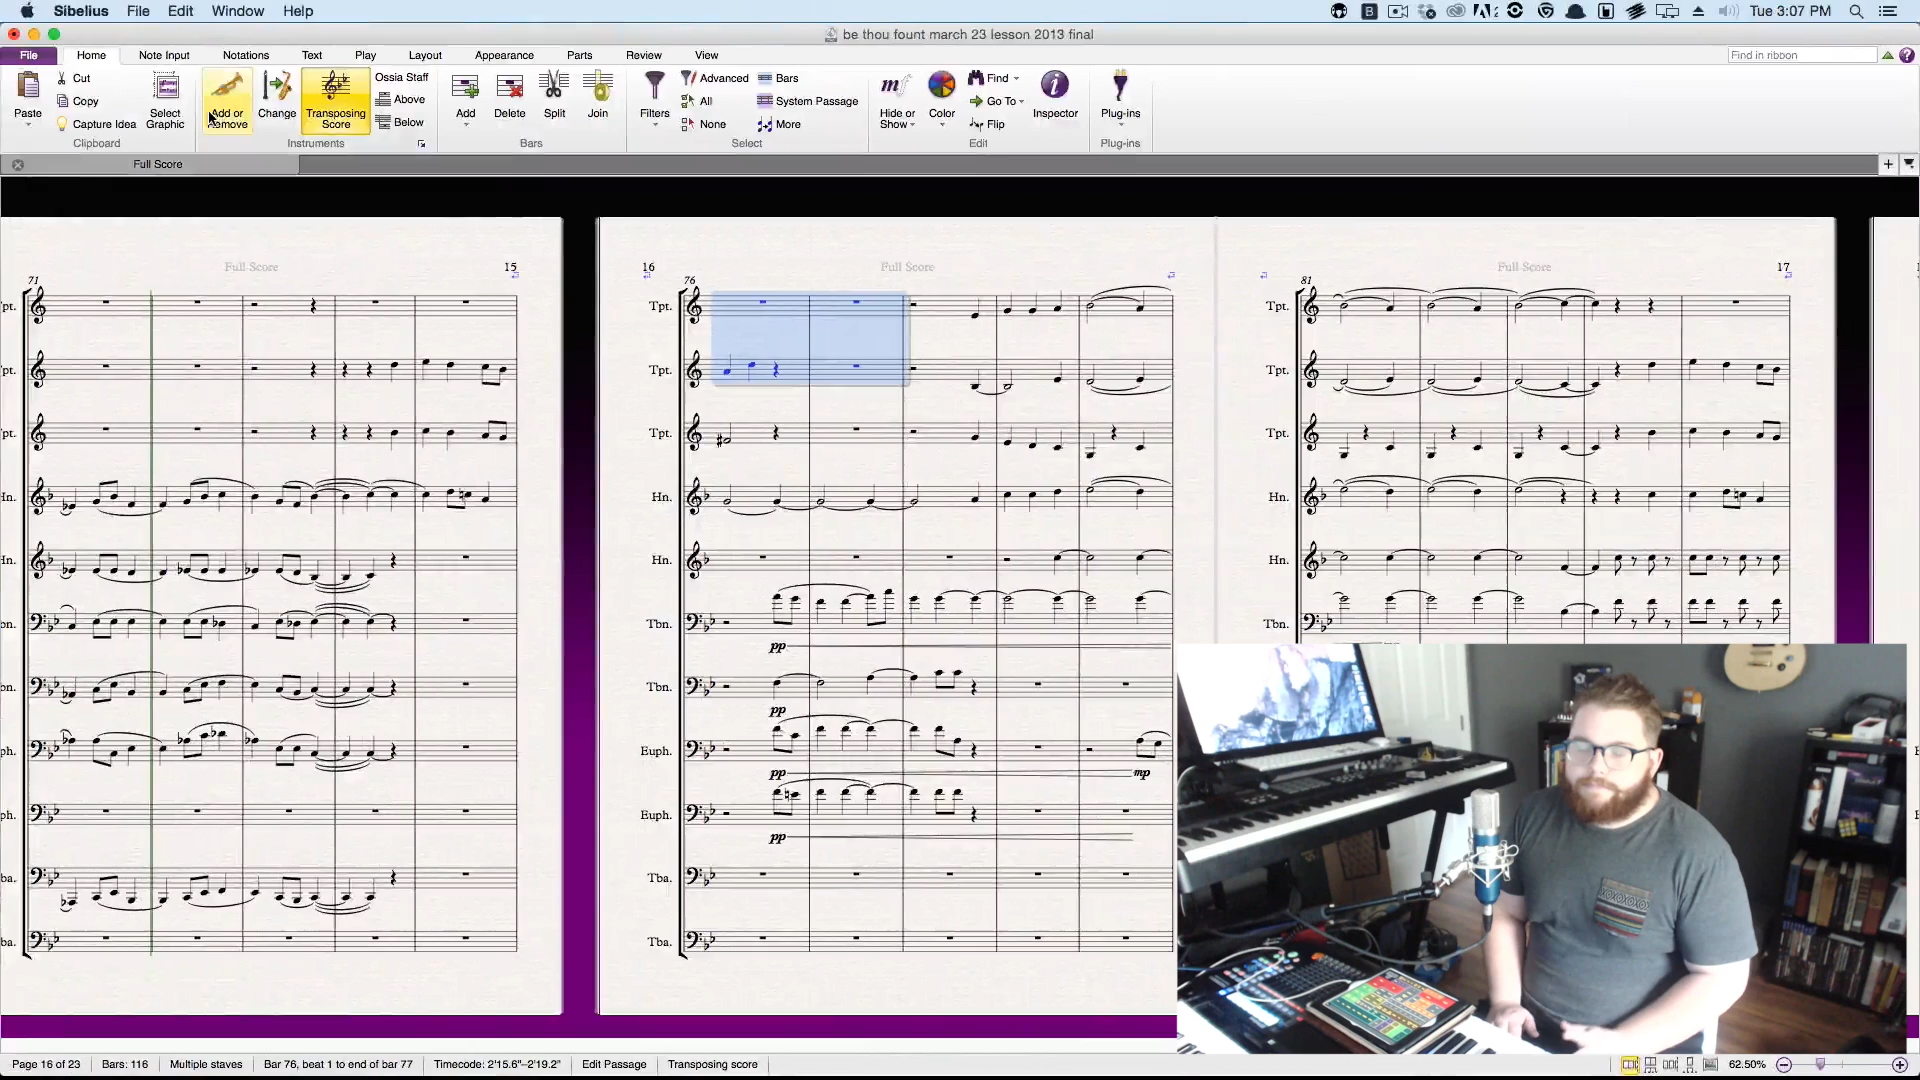 Sibelius File Edit Window Help
Tue 3:07 PM
be thou fount march 23 lesson 2013 final
File Home Note Input Notations Text Play Layout Appearance Parts Review View
Find in ribbon
Paste
Cut
Copy
Capture Idea
Select Graphic
Clipboard
Add or Remove
Change
Transposing Score
Ossia Staff
Above
Below
Instruments
Add
Delete
Split
Join
Bars
Filters
Advanced
All
None
Bars
System Passage
More
Select
Hide or Show
Color
Find
Go To
Flip
Inspector
Edit
Plug-ins
Plug-ins
Full Score
Full Score 15
71
16 Full Score
76
Tpt.
Tpt.
Tpt.
Hn.
Hn.
Tbn.
pp
Tbn.
pp
Euph.
pp mp
Euph.
pp
Tba.
Tba.
Full Score 17
81
Tpt.
Tpt.
Tpt.
Hn.
Hn.
Tbn.
Page 16 of 23 Bars: 116 Multiple staves Bar 76, beat 1 to end of bar 77 Timecode: 2'15.6"–2'19.2" Edit Passage Transposing score
62.50%